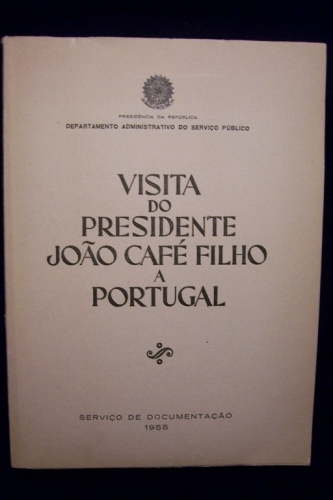 PRESIDÊNCIA DA REPÚBLICA
DEPARTAMENTO ADMINISTRATIVO DO SERVIÇO PÚBLICO
VISITA
DO
PRESIDENTE
JOÃO CAFÉ FILHO
A
PORTUGAL
SERVIÇO DE DOCUMENTAÇÃO
1955